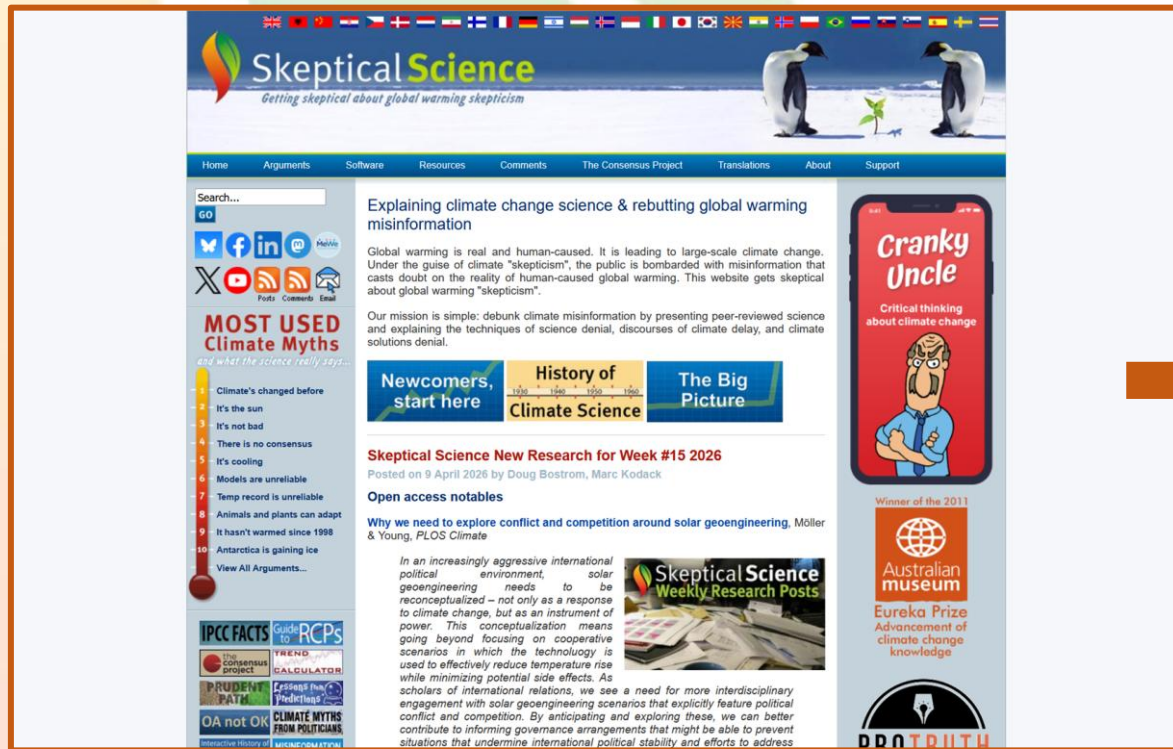 Skeptical Science
Getting skeptical about global warming skepticism
Home Arguments Software Resources Comments The Consensus Project Translations About Support
Search...
GO
MeWe
Posts Comments Email
MOST USED
Climate Myths
and what the science really says...
1 Climate's changed before
2 It's the sun
3 It's not bad
4 There is no consensus
5 It's cooling
6 Models are unreliable
7 Temp record is unreliable
8 Animals and plants can adapt
9 It hasn't warmed since 1998
10 Antarctica is gaining ice
View All Arguments...
IPCC FACTS
Guide to RCPs
the consensus project
TREND CALCULATOR
PRUDENT PATH
Lessons from Predictions
OA not OK
CLIMATE MYTHS FROM POLITICIANS
Interactive History of
MISINFORMATION
Explaining climate change science & rebutting global warming
misinformation
Global warming is real and human-caused. It is leading to large-scale climate change.
Under the guise of climate "skepticism", the public is bombarded with misinformation that
casts doubt on the reality of human-caused global warming. This website gets skeptical
about global warming "skepticism".
Our mission is simple: debunk climate misinformation by presenting peer-reviewed science
and explaining the techniques of science denial, discourses of climate delay, and climate
solutions denial.
Newcomers,
start here
History of
1930 1940 1950 1960
Climate Science
The Big
Picture
Skeptical Science New Research for Week #15 2026
Posted on 9 April 2026 by Doug Bostrom, Marc Kodack
Open access notables
Why we need to explore conflict and competition around solar geoengineering, Möller
& Young, PLOS Climate
In an increasingly aggressive international
political environment, solar
geoengineering needs to be
reconceptualized – not only as a response
to climate change, but as an instrument of
power. This conceptualization means
going beyond focusing on cooperative
scenarios in which the technoluogy is
used to effectively reduce temperature rise
while minimizing potential side effects. As
scholars of international relations, we see a need for more interdisciplinary
engagement with solar geoengineering scenarios that explicitly feature political
conflict and competition. By anticipating and exploring these, we can better
contribute to informing governance arrangements that might be able to prevent
situations that undermine international political stability and efforts to address
Skeptical Science
Weekly Research Posts
9:41
Cranky
Uncle
Critical thinking
about climate change
Winner of the 2011
Australian
museum
Eureka Prize
Advancement of
climate change
knowledge
PRO TRUTH